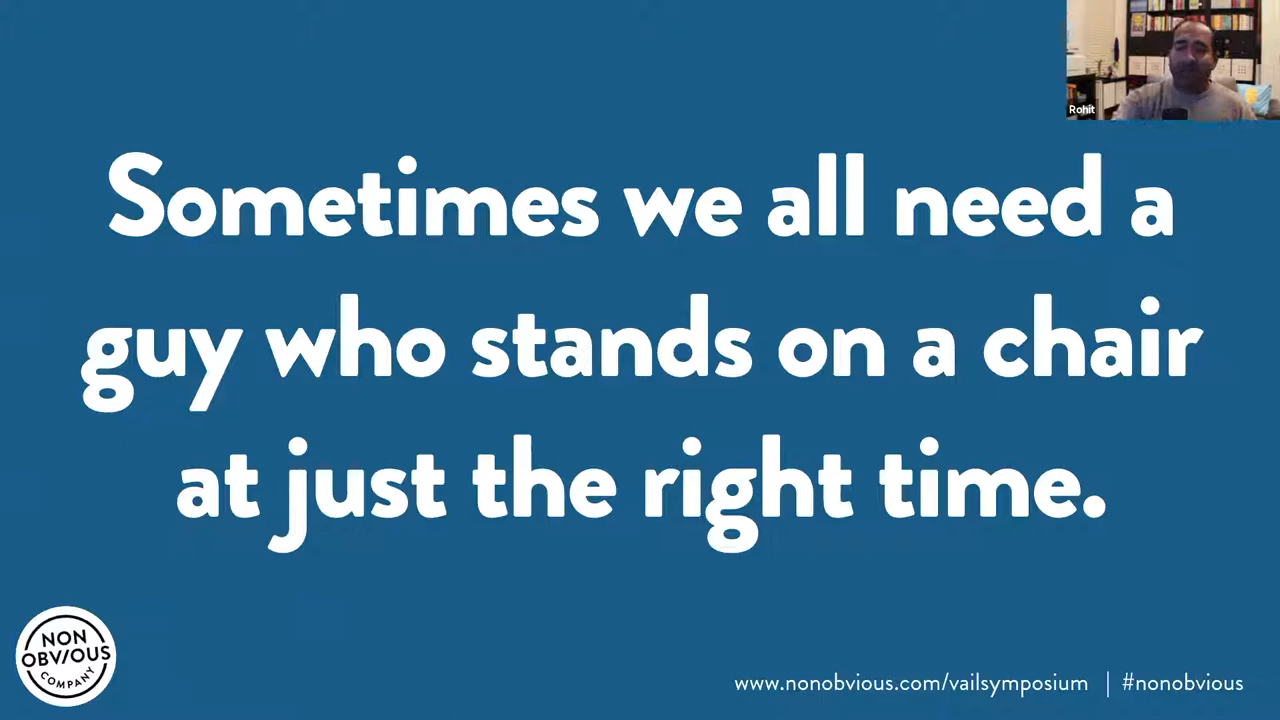 Rohit
Sometimes we all need a
guy who stands on a chair
at just the right time.
NON
OBV/OUS
COMPANY
www.nonobvious.com/vailsymposium | #nonobvious